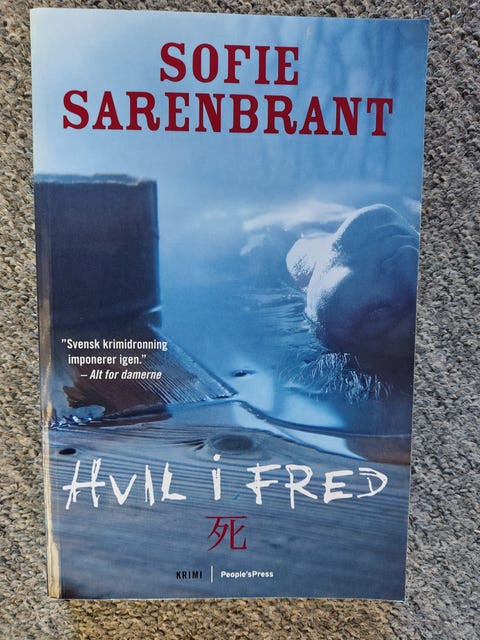 SOFIE
SARENBRANT
"Svensk krimidronning
imponerer igen."
– Alt for damerne
HVIL i FRED
死
KRIMI | People'sPress